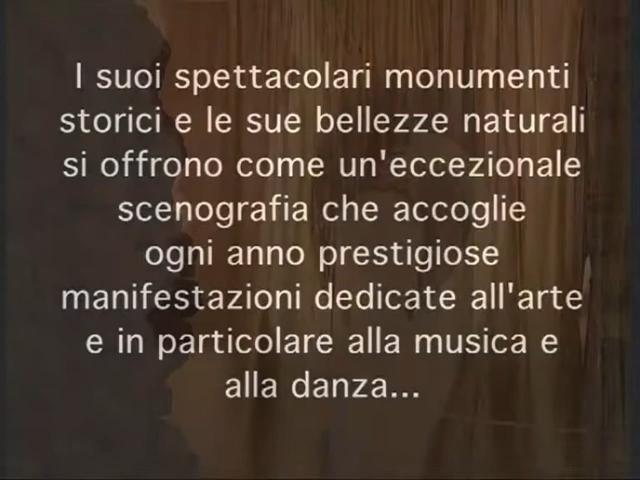 I suoi spettacolari monumenti
storici e le sue bellezze naturali
si offrono come un'eccezionale
scenografia che accoglie
ogni anno prestigiose
manifestazioni dedicate all'arte
e in particolare alla musica e
alla danza...